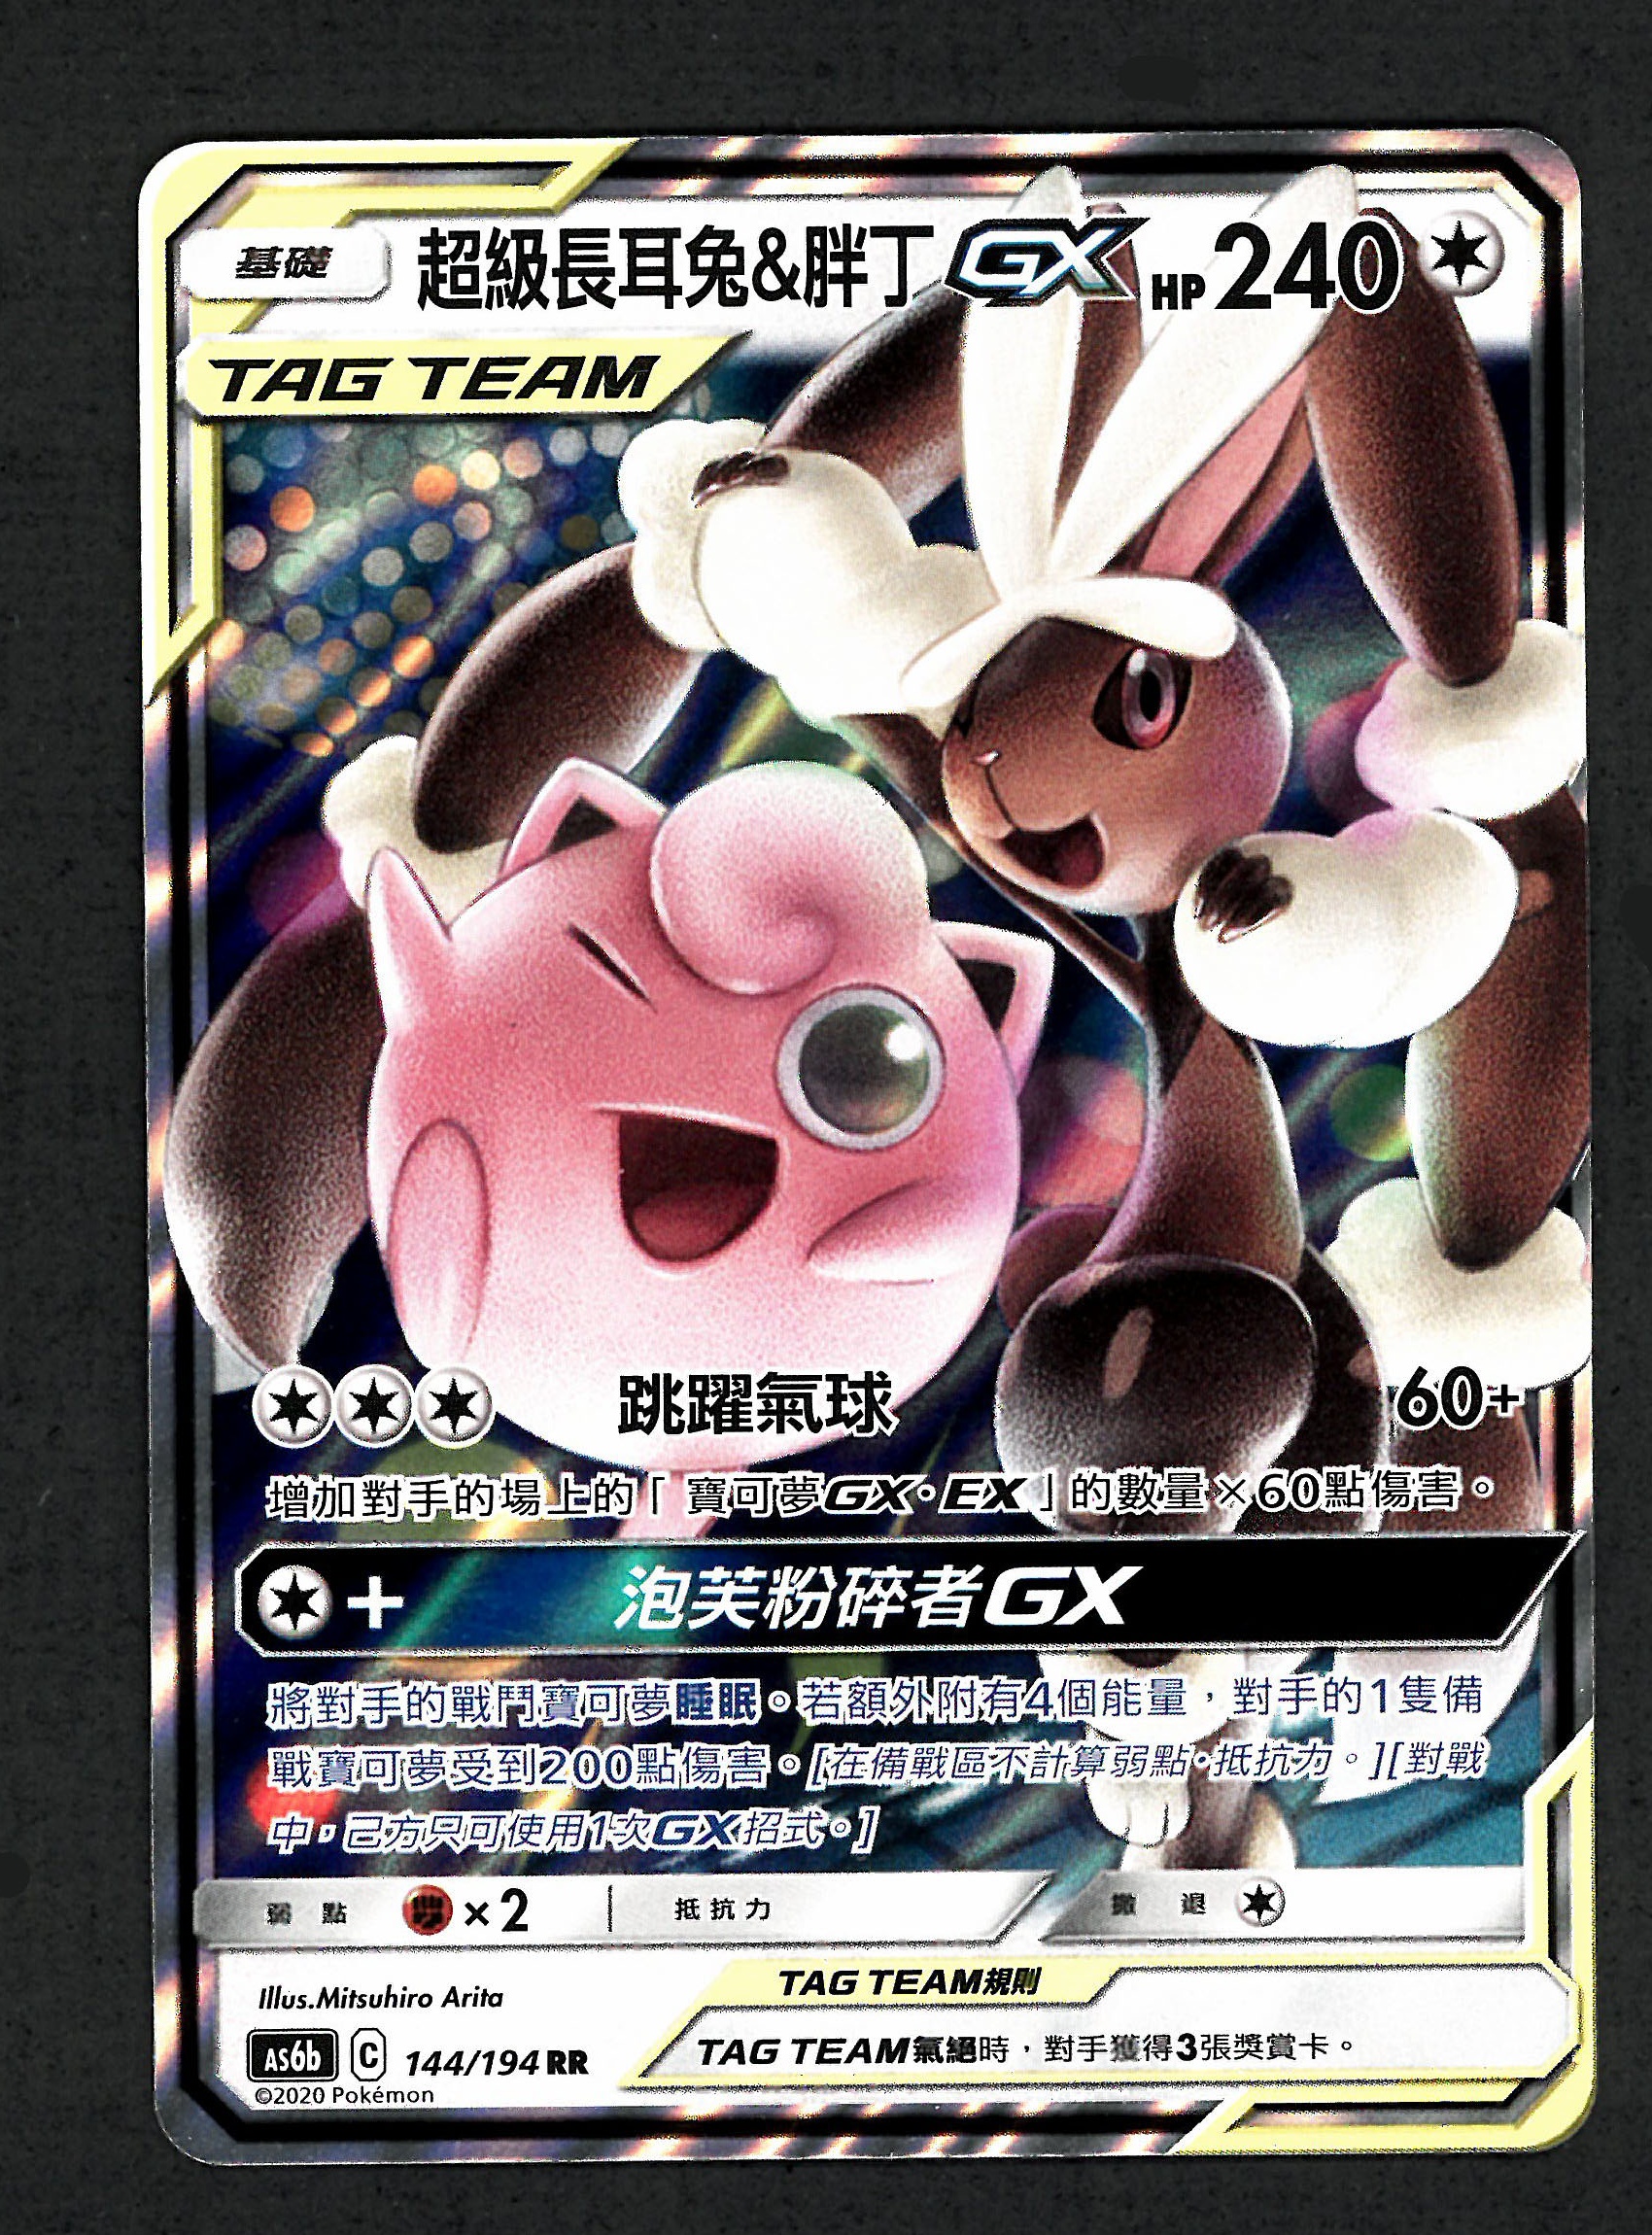 基礎 超級長耳兔&胖丁GX HP240
TAG TEAM
跳躍氣球 60+
增加對手的場上的「寶可夢GX・EX」的數量×60點傷害。
+ 泡芙粉碎者GX
將對手的戰鬥寶可夢睡眠。若額外附有4個能量，對手的1隻備
戰寶可夢受到200點傷害。[在備戰區不計算弱點・抵抗力。][對戰
中，己方只可使用1次GX招式。]
弱點 ×2 抵抗力 撤退
Illus.Mitsuhiro Arita
TAG TEAM規則
TAG TEAM氣絕時，對手獲得3張獎賞卡。
AS6b C 144/194 RR
©2020 Pokémon